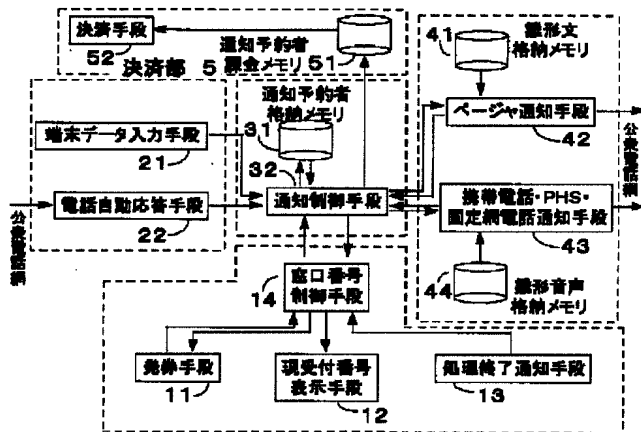 決済手段
52
通知予約者
課金メモリ
51
決済部 5
41
雛形文
格納メモリ
ページャ通知手段
42
公衆電話網
端末データ入力手段
21
通知予約者
格納メモリ
31
32
通知制御手段
電話自動応答手段
22
公衆電話網
携帯電話・PHS・
固定網電話通知手段
43
44
雛形音声
格納メモリ
窓口番号
制御手段
14
発券手段
11
現受付番号
表示手段
12
処理終了通知手段
13